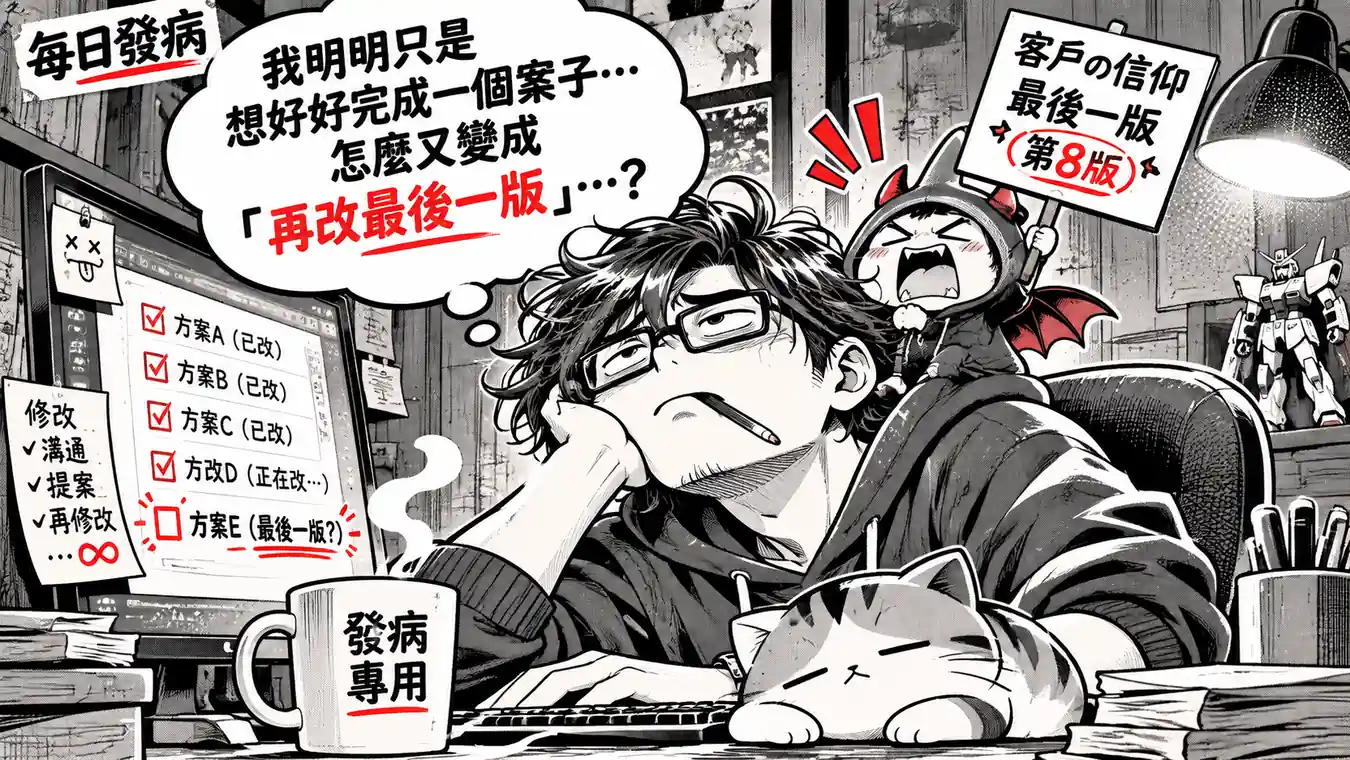 每日發病
我明明只是
想好好完成一個案子…
怎麼又變成
「再改最後一版」…?
客戶の信仰
最後一版
(第8版)
方案A (已改)
方案B (已改)
方案C (已改)
方改D (正在改…)
方案E (最後一版?)
修改
✓溝通
✓提案
✓再修改
… ∞
發病
專用